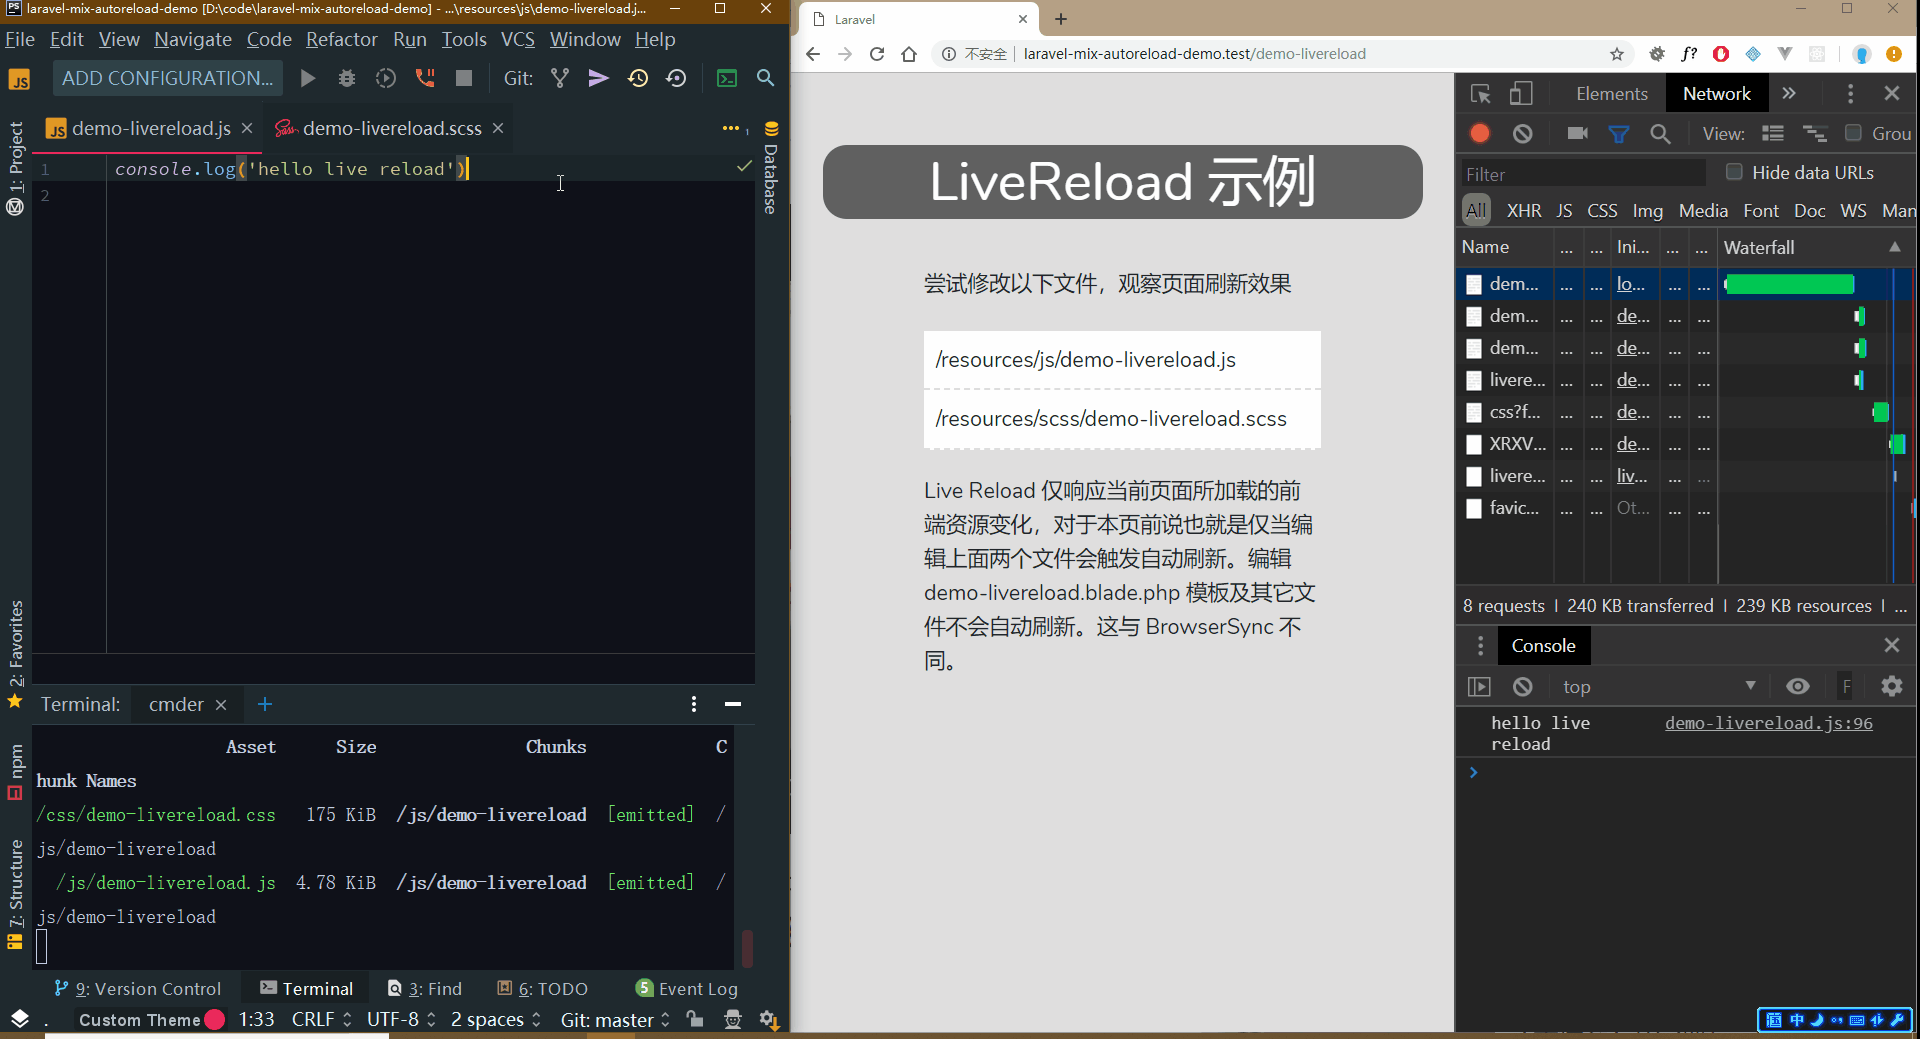 laravel-mix-autoreload-demo [D:\code\laravel-mix-autoreload-demo] - ...\resources\js\demo-livereload.j...
File Edit View Navigate Code Refactor Run Tools VCS Window Help
JS ADD CONFIGURATION... Git:
1: Project
JS demo-livereload.js
demo-livereload.scss
Database
1 console.log('hello live reload')
2
2: Favorites
npm
7: Structure
Terminal: cmder
Asset Size Chunks C
hunk Names
/css/demo-livereload.css 175 KiB /js/demo-livereload [emitted] /
js/demo-livereload
/js/demo-livereload.js 4.78 KiB /js/demo-livereload [emitted] /
js/demo-livereload
9: Version Control Terminal 3: Find 6: TODO 5 Event Log
Custom Theme 1:33 CRLF UTF-8 2 spaces Git: master
Laravel
不安全 laravel-mix-autoreload-demo.test/demo-livereload
LiveReload 示例
尝试修改以下文件，观察页面刷新效果
/resources/js/demo-livereload.js
/resources/scss/demo-livereload.scss
Live Reload 仅响应当前页面所加载的前
端资源变化，对于本页前说也就是仅当编
辑上面两个文件会触发自动刷新。编辑
demo-livereload.blade.php 模板及其它文
件不会自动刷新。这与 BrowserSync 不
同。
Elements Network
View: Grou
Filter Hide data URLs
All XHR JS CSS Img Media Font Doc WS Man
Name ... ... Ini... ... ... Waterfall
dem... ... ... lo... ... ...
dem... ... ... de... ... ...
dem... ... ... de... ... ...
livere... ... ... de... ... ...
css?f... ... ... de... ... ...
XRXV... ... ... de... ... ...
livere... ... ... liv... ... ...
favic... ... ... Ot... ... ...
8 requests 240 KB transferred 239 KB resources ...
Console
top F
hello live demo-livereload.js:96
reload
中